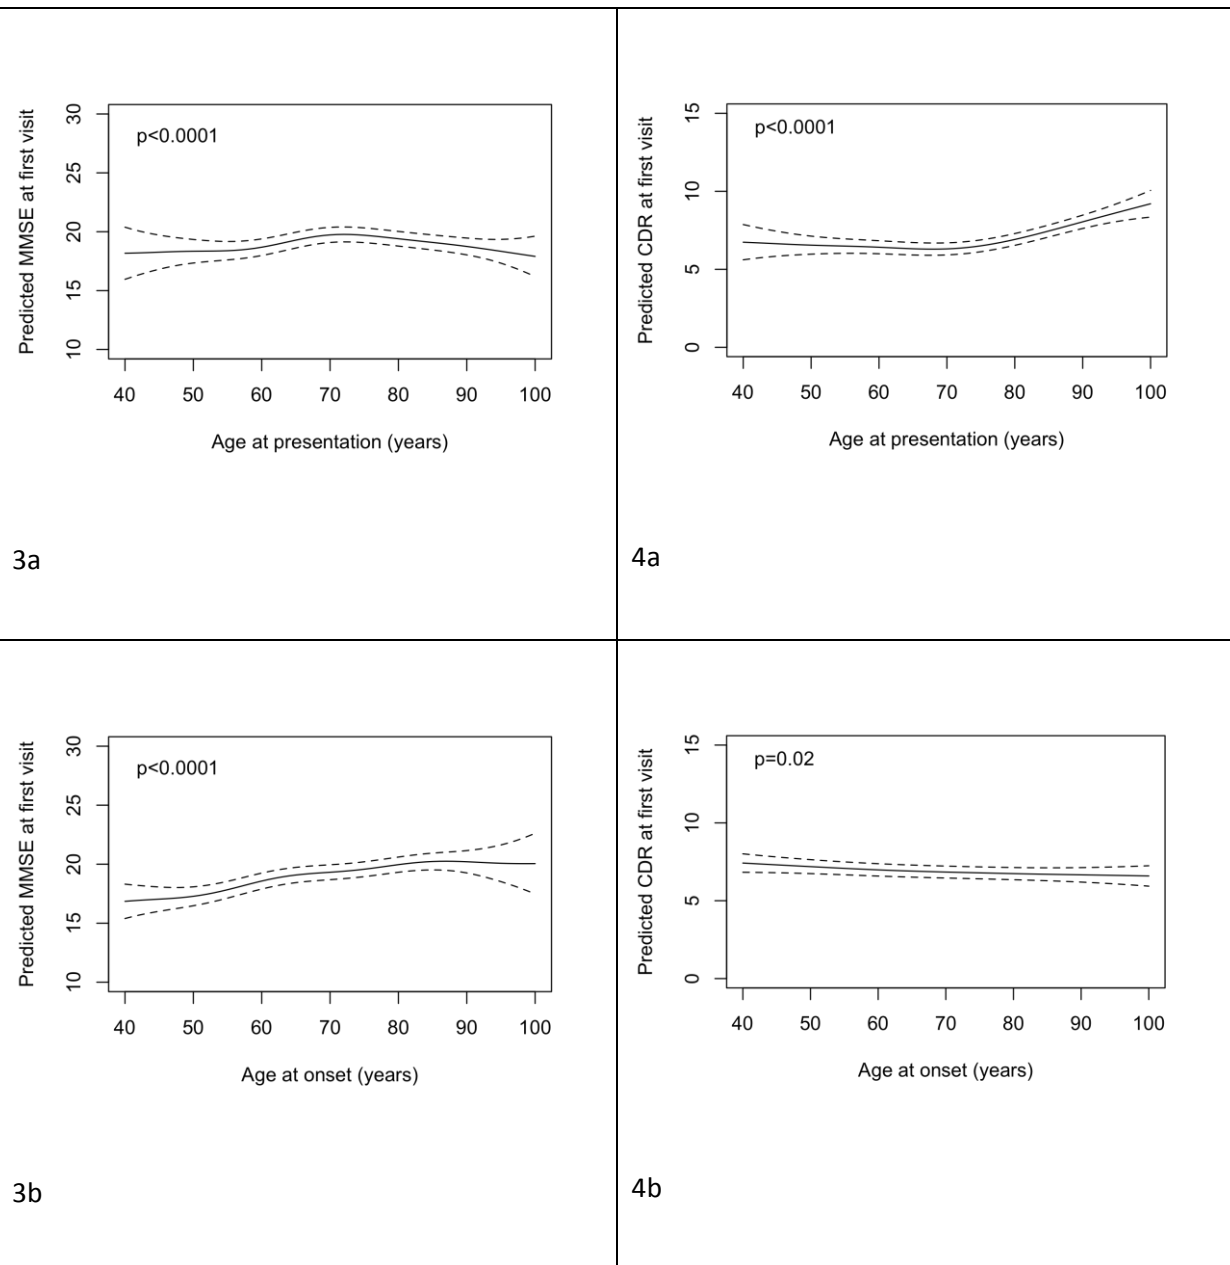 Predicted MMSE at first visit
30
25
20
15
10
p<0.0001
40 50 60 70 80 90 100
Age at presentation (years)
3a
Predicted CDR at first visit
15
10
5
0
p<0.0001
40 50 60 70 80 90 100
Age at presentation (years)
4a
Predicted MMSE at first visit
30
25
20
15
10
p<0.0001
40 50 60 70 80 90 100
Age at onset (years)
3b
Predicted CDR at first visit
15
10
5
0
p=0.02
40 50 60 70 80 90 100
Age at onset (years)
4b